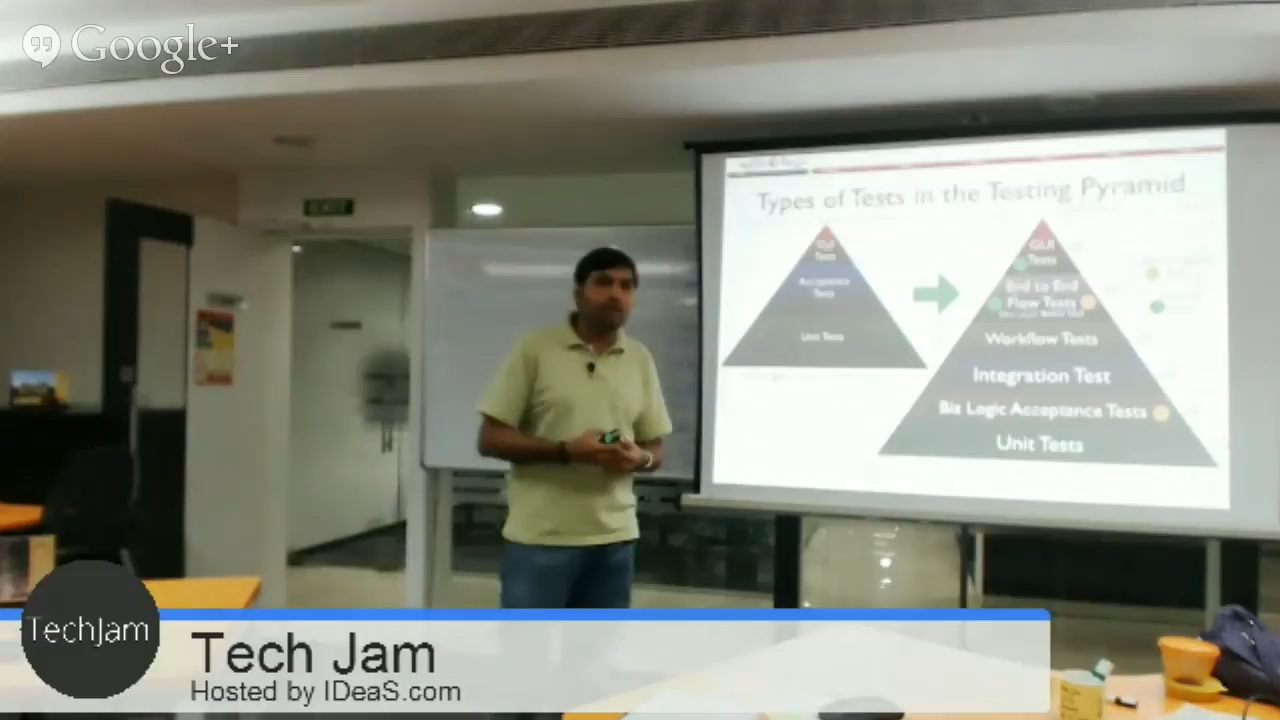 Google+
EXIT
Types of Tests in the Testing Pyramid
GUI
Tests
Acceptance
Tests
Unit Tests
GUI
Tests
End to End
Flow Tests
Workflow Tests
Integration Test
Biz Logic Acceptance Tests
Unit Tests
TechJam
Tech Jam
Hosted by IDeaS.com